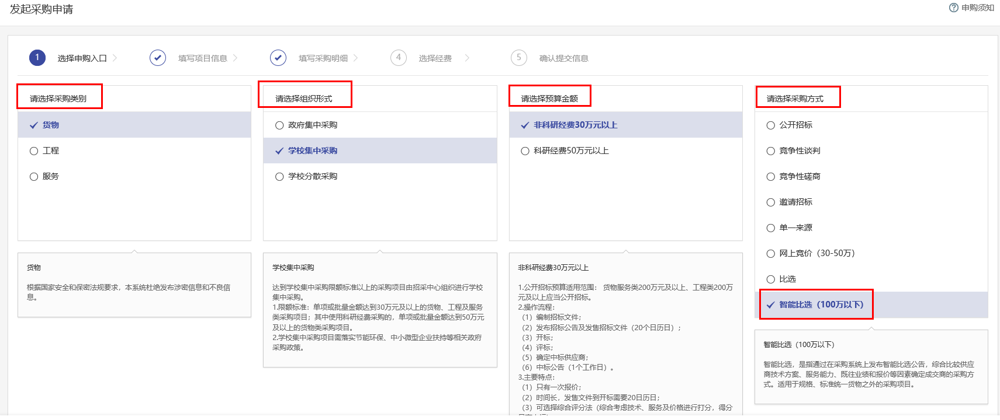 发起采购申请
申购须知
1 选择申购入口
填写项目信息
填写采购明细
4 选择经费
5 确认提交信息
请选择采购类别
货物
工程
服务
货物
根据国家安全和保密法规要求，本系统杜绝发布涉密信息和不良信
息。
请选择组织形式
政府集中采购
学校集中采购
学校分散采购
学校集中采购
达到学校集中采购限额标准以上的采购项目由招采中心组织进行学校
集中采购。
1.限额标准：单项或批量金额达到30万元及以上的货物、工程及服务
类采购项目；其中使用科研经费采购的，单项或批量金额达到50万元
及以上的货物类采购项目。
2.学校集中采购项目需落实节能环保、中小微型企业扶持等相关政府
采购政策。
请选择预算金额
非科研经费30万元以上
科研经费50万元以上
非科研经费30万元以上
1.公开招标预算适用范围： 货物服务类200万元及以上、工程类200万
元及以上应当公开招标。
2.操作流程：
（1）编制招标文件；
（2）发布招标公告及发售招标文件（20个日历日）；
（3）开标；
（4）评标；
（5）确定中标供应商；
（6）中标公告（1个工作日）。
3.主要特点：
（1）只有一次报价；
（2）时间长，发售文件到开标需要20日历日；
（3）可选择综合评分法（综合考虑技术、服务及价格进行打分，得分
请选择采购方式
公开招标
竞争性谈判
竞争性磋商
邀请招标
单一来源
网上竞价（30-50万）
比选
智能比选（100万以下）
智能比选（100万以下）
智能比选，是指通过在采购系统上发布智能比选公告，综合比较供应
商技术方案、服务能力、既往业绩和报价等因素确定成交商的采购方
式。适用于规格、标准统一货物之外的采购项目。